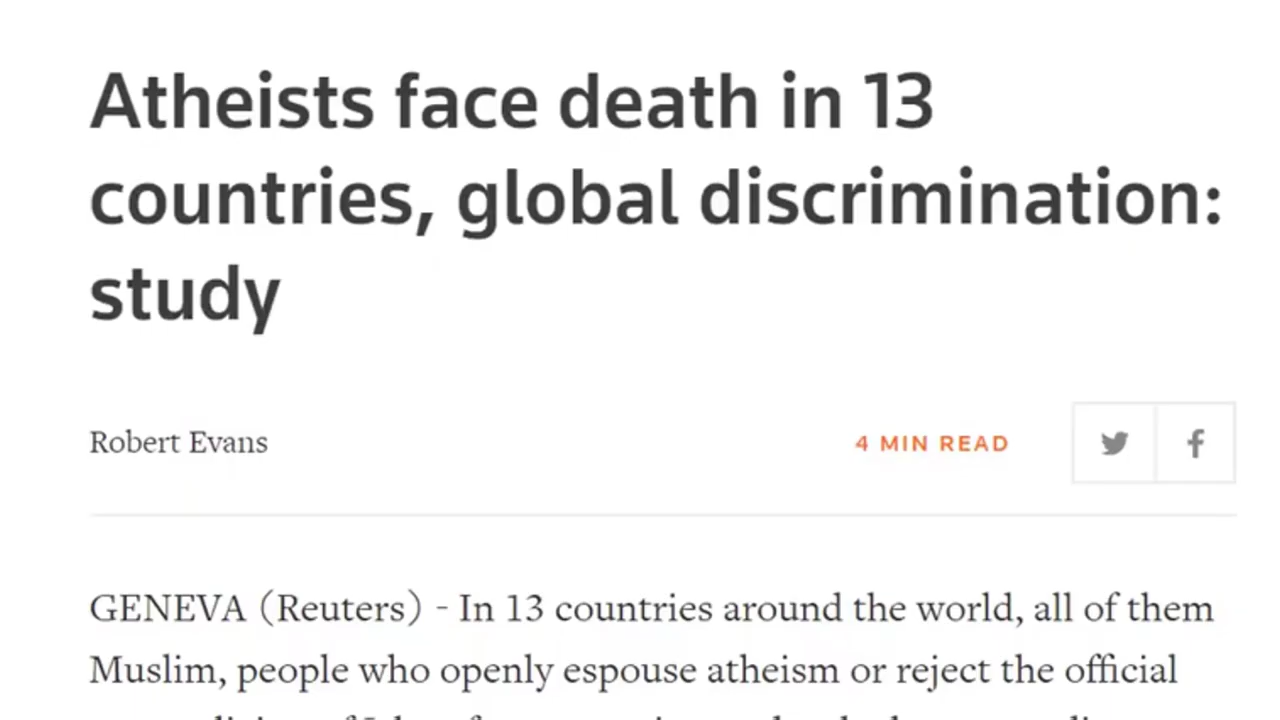 Atheists face death in 13
countries, global discrimination:
study
Robert Evans
4 MIN READ
GENEVA (Reuters) - In 13 countries around the world, all of them
Muslim, people who openly espouse atheism or reject the official